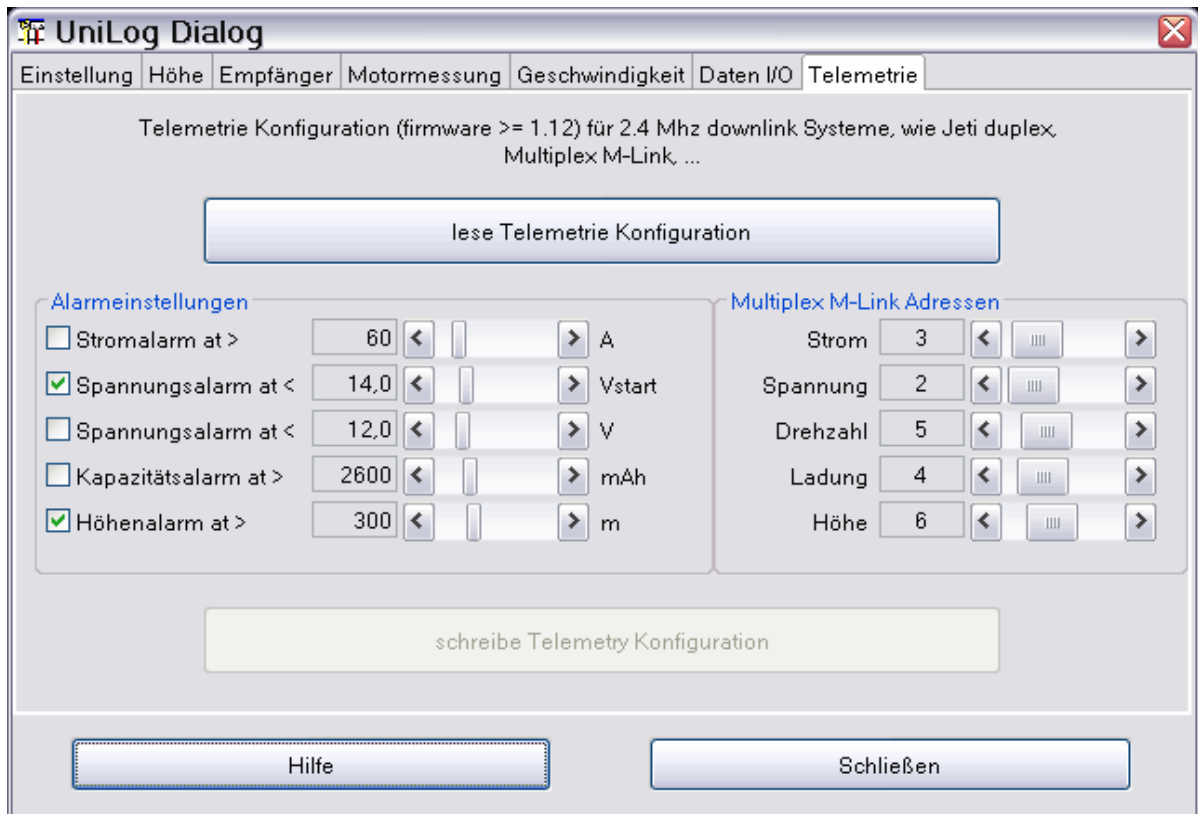 UniLog Dialog
Einstellung Höhe Empfänger Motormessung Geschwindigkeit Daten I/O Telemetrie
Telemetrie Konfiguration (firmware >= 1.12) für 2.4 Mhz downlink Systeme, wie Jeti duplex,
Multiplex M-Link, ...
lese Telemetrie Konfiguration
Alarmeinstellungen
Stromalarm at > 60 A
Spannungsalarm at < 14,0 Vstart
Spannungsalarm at < 12,0 V
Kapazitätsalarm at > 2600 mAh
Höhenalarm at > 300 m
Multiplex M-Link Adressen
Strom 3
Spannung 2
Drehzahl 5
Ladung 4
Höhe 6
schreibe Telemetry Konfiguration
Hilfe Schließen